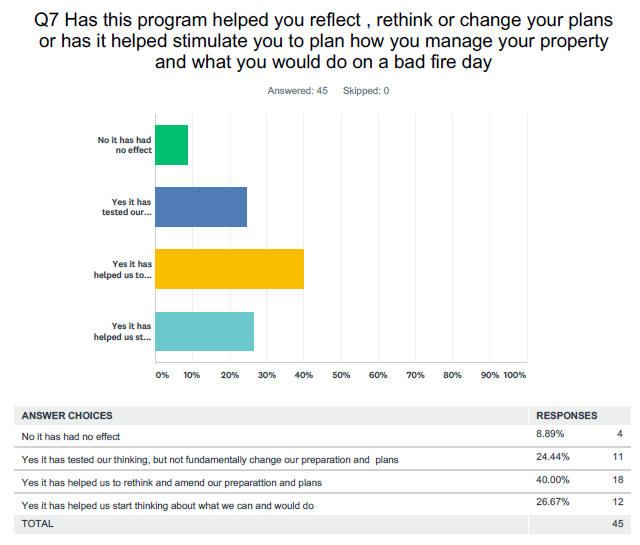 Q7 Has this program helped you reflect , rethink or change your plans
or has it helped stimulate you to plan how you manage your property
and what you would do on a bad fire day
Answered: 45 Skipped: 0
No it has had
no effect
Yes it has
tested our...
Yes it has
helped us to...
Yes it has
helped us st...
0% 10% 20% 30% 40% 50% 60% 70% 80% 90% 100%
ANSWER CHOICES RESPONSES
No it has had no effect 8.89% 4
Yes it has tested our thinking, but not fundamentally change our preparation and plans 24.44% 11
Yes it has helped us to rethink and amend our preparattion and plans 40.00% 18
Yes it has helped us start thinking about what we can and would do 26.67% 12
TOTAL 45